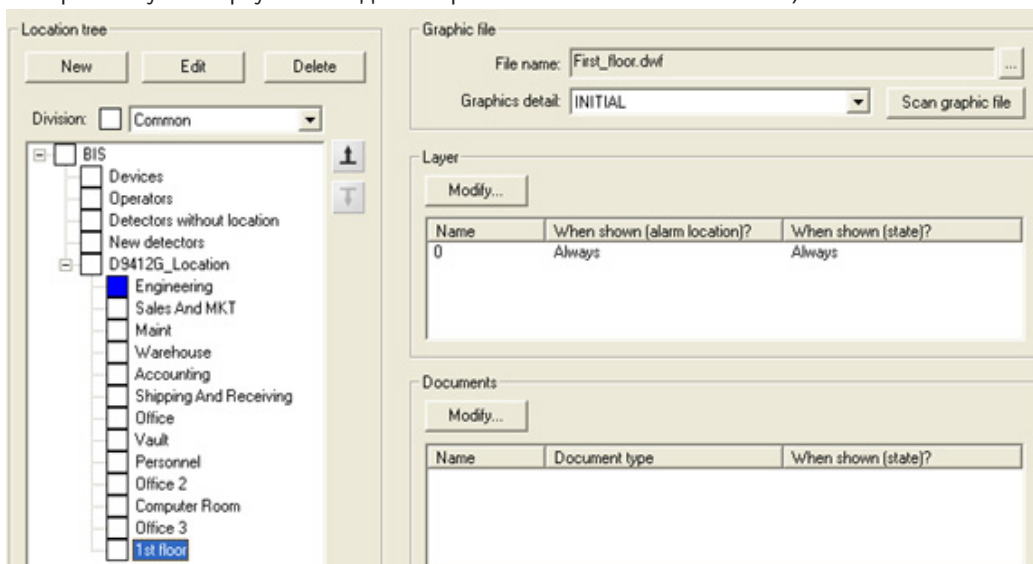 Location tree
New
Edit
Delete
Division:
Common
BIS
Devices
Operators
Detectors without location
New detectors
D9412G_Location
Engineering
Sales And MKT
Maint
Warehouse
Accounting
Shipping And Receiving
Office
Vault
Personnel
Office 2
Computer Room
Office 3
1st floor
Graphic file
File name: First_floor.dwf
...
Graphics detail: INITIAL
Scan graphic file
Layer
Modify...
Name When shown (alarm location)? When shown (state)?
0 Always Always
Documents
Modify...
Name Document type When shown (state)?